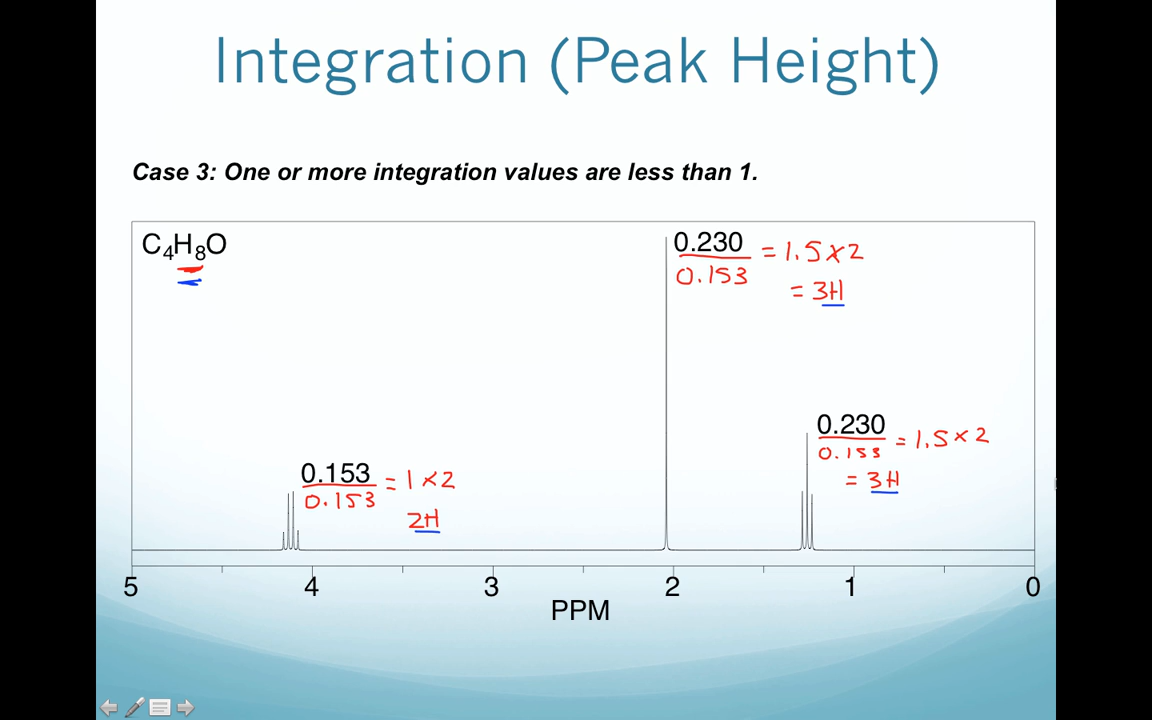 Integration (Peak Height)
Case 3: One or more integration values are less than 1.
C₄H₈O
0.230
0.153
= 1.5 x 2
= 3H
0.230
0.153
= 1.5 x 2
= 3H
0.153
0.153
= 1 x 2
2H
5 4 3 2 1 0
PPM